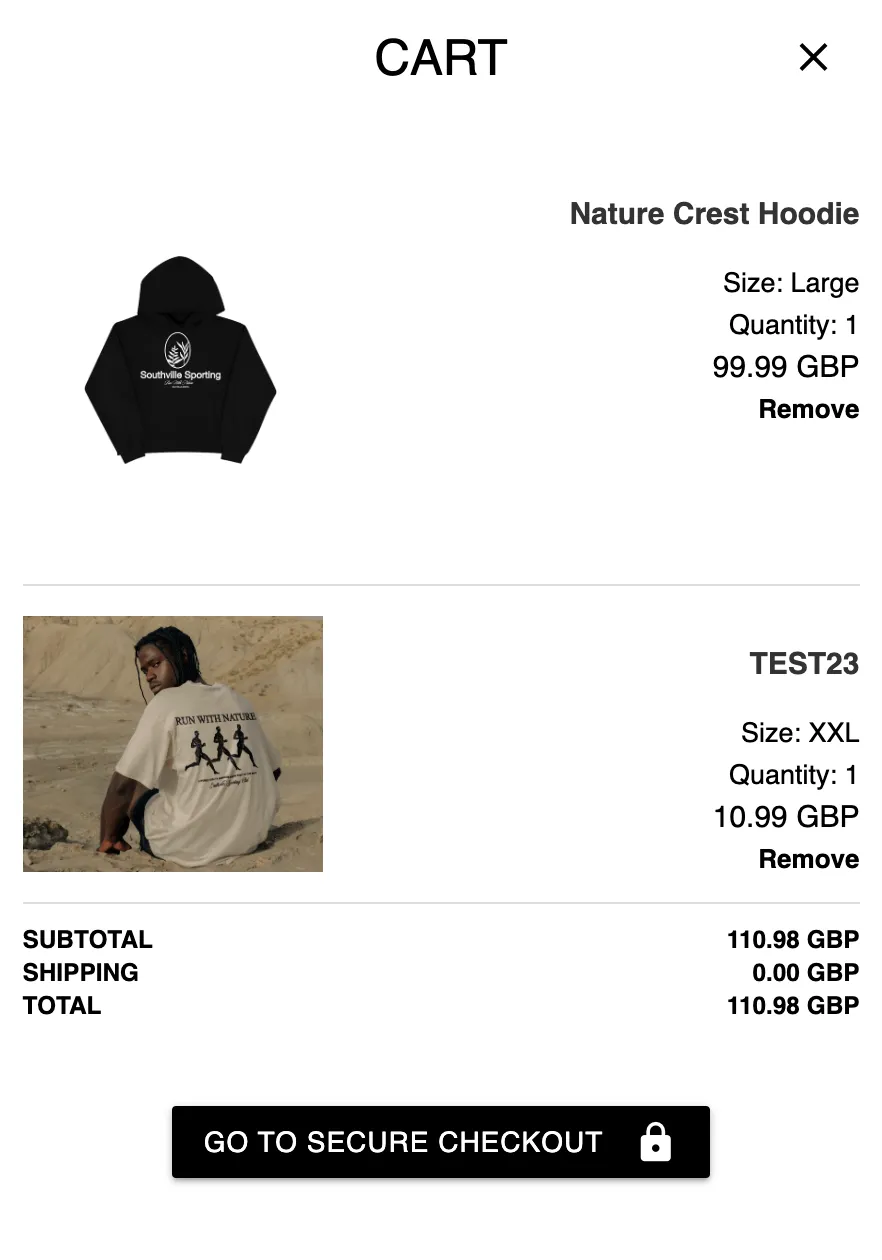 CART
Nature Crest Hoodie
Size: Large
Quantity: 1
99.99 GBP
Remove
Southville Sporting
TEST23
Size: XXL
Quantity: 1
10.99 GBP
Remove
RUN WITH NATURE
SUBTOTAL 110.98 GBP
SHIPPING 0.00 GBP
TOTAL 110.98 GBP
GO TO SECURE CHECKOUT